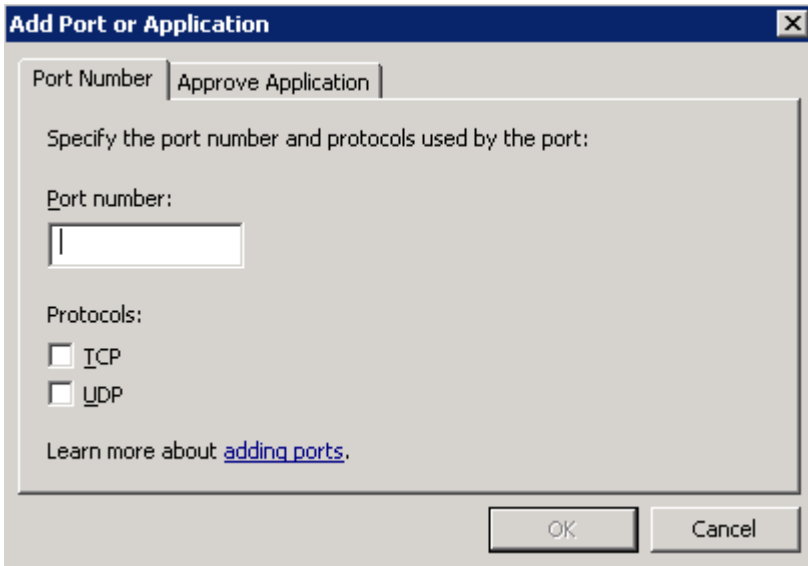 Add Port or Application
Port Number Approve Application
Specify the port number and protocols used by the port:
Port number:
Protocols:
TCP
UDP
Learn more about adding ports.
OK Cancel